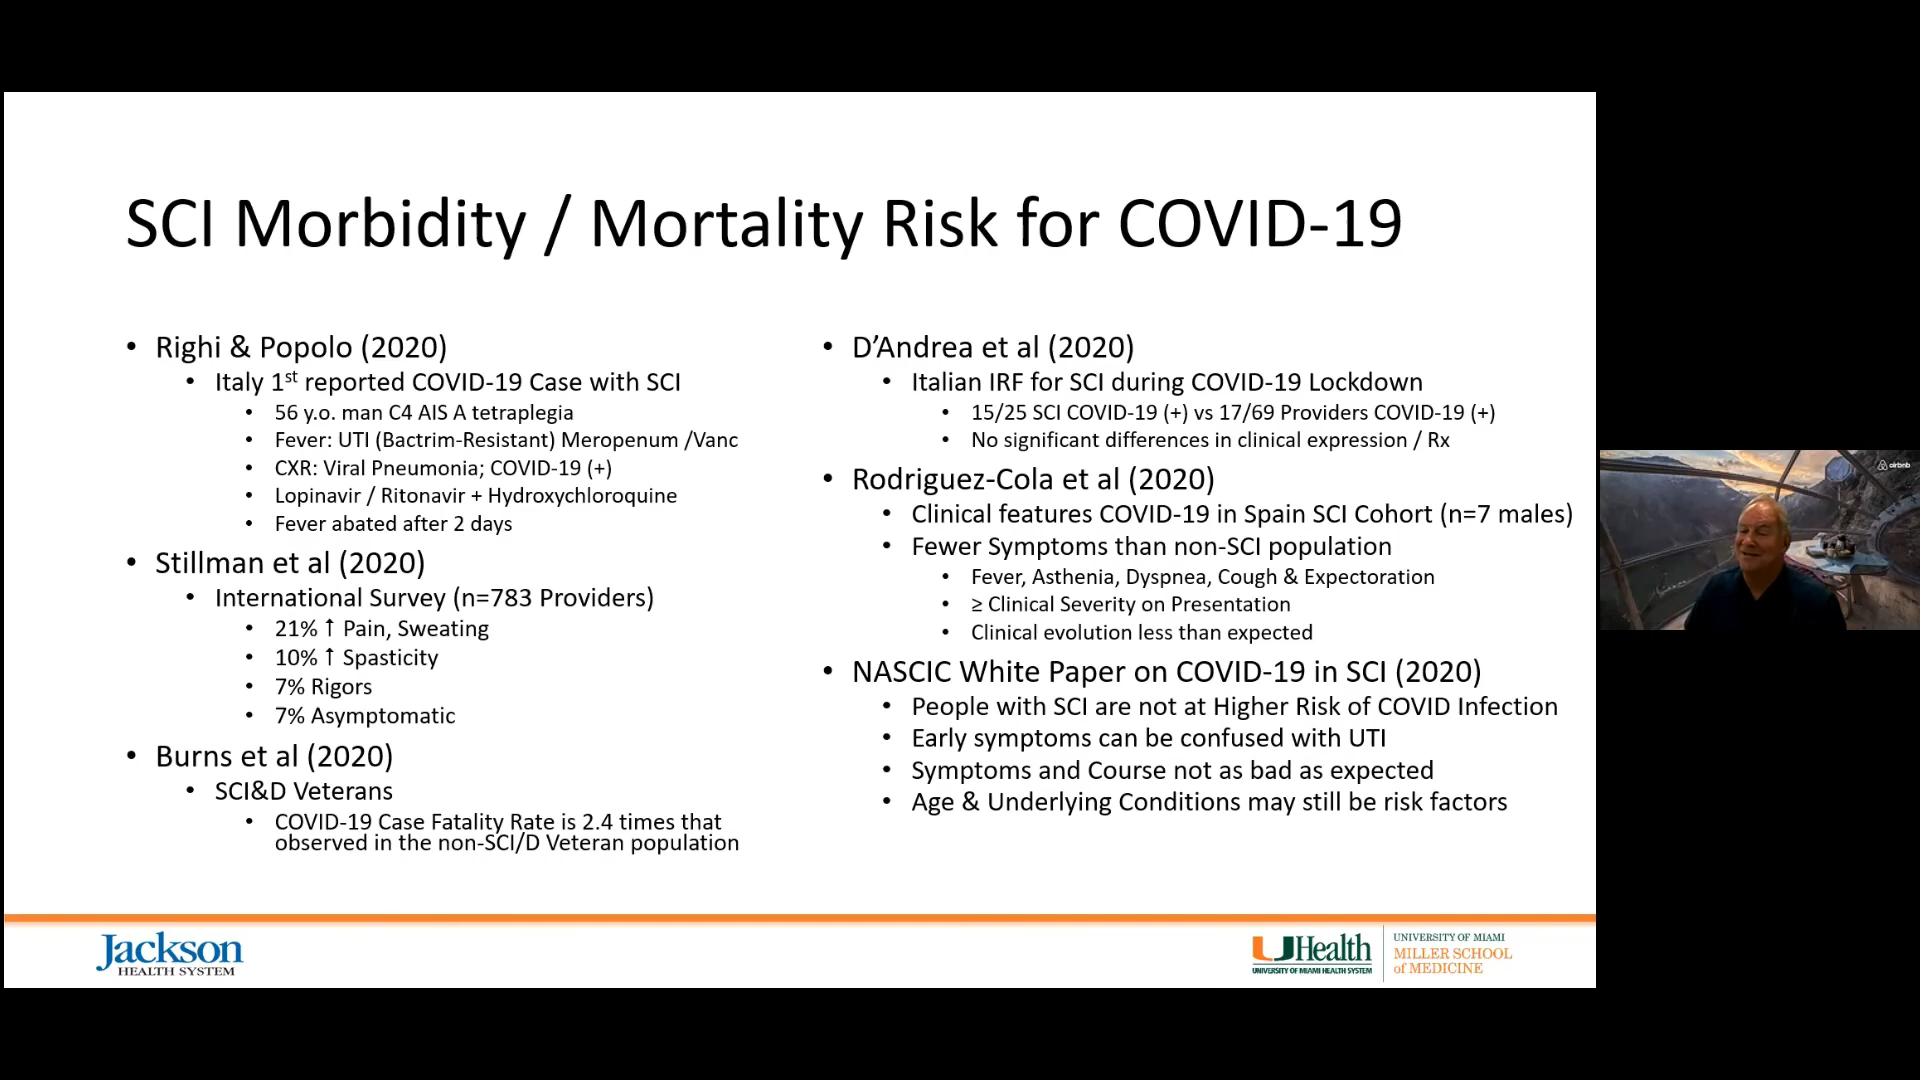 SCI Morbidity / Mortality Risk for COVID-19
• Righi & Popolo (2020)
• Italy 1st reported COVID-19 Case with SCI
• 56 y.o. man C4 AIS A tetraplegia
• Fever: UTI (Bactrim-Resistant) Meropenum /Vanc
• CXR: Viral Pneumonia; COVID-19 (+)
• Lopinavir / Ritonavir + Hydroxychloroquine
• Fever abated after 2 days
• Stillman et al (2020)
• International Survey (n=783 Providers)
• 21% ↑ Pain, Sweating
• 10% ↑ Spasticity
• 7% Rigors
• 7% Asymptomatic
• Burns et al (2020)
• SCI&D Veterans
• COVID-19 Case Fatality Rate is 2.4 times that
observed in the non-SCI/D Veteran population
• D’Andrea et al (2020)
• Italian IRF for SCI during COVID-19 Lockdown
• 15/25 SCI COVID-19 (+) vs 17/69 Providers COVID-19 (+)
• No significant differences in clinical expression / Rx
• Rodriguez-Cola et al (2020)
• Clinical features COVID-19 in Spain SCI Cohort (n=7 males)
• Fewer Symptoms than non-SCI population
• Fever, Asthenia, Dyspnea, Cough & Expectoration
• ≥ Clinical Severity on Presentation
• Clinical evolution less than expected
• NASCIC White Paper on COVID-19 in SCI (2020)
• People with SCI are not at Higher Risk of COVID Infection
• Early symptoms can be confused with UTI
• Symptoms and Course not as bad as expected
• Age & Underlying Conditions may still be risk factors
airbnb
Jackson
HEALTH SYSTEM
UHealth
UNIVERSITY OF MIAMI HEALTH SYSTEM
UNIVERSITY OF MIAMI
MILLER SCHOOL
of MEDICINE